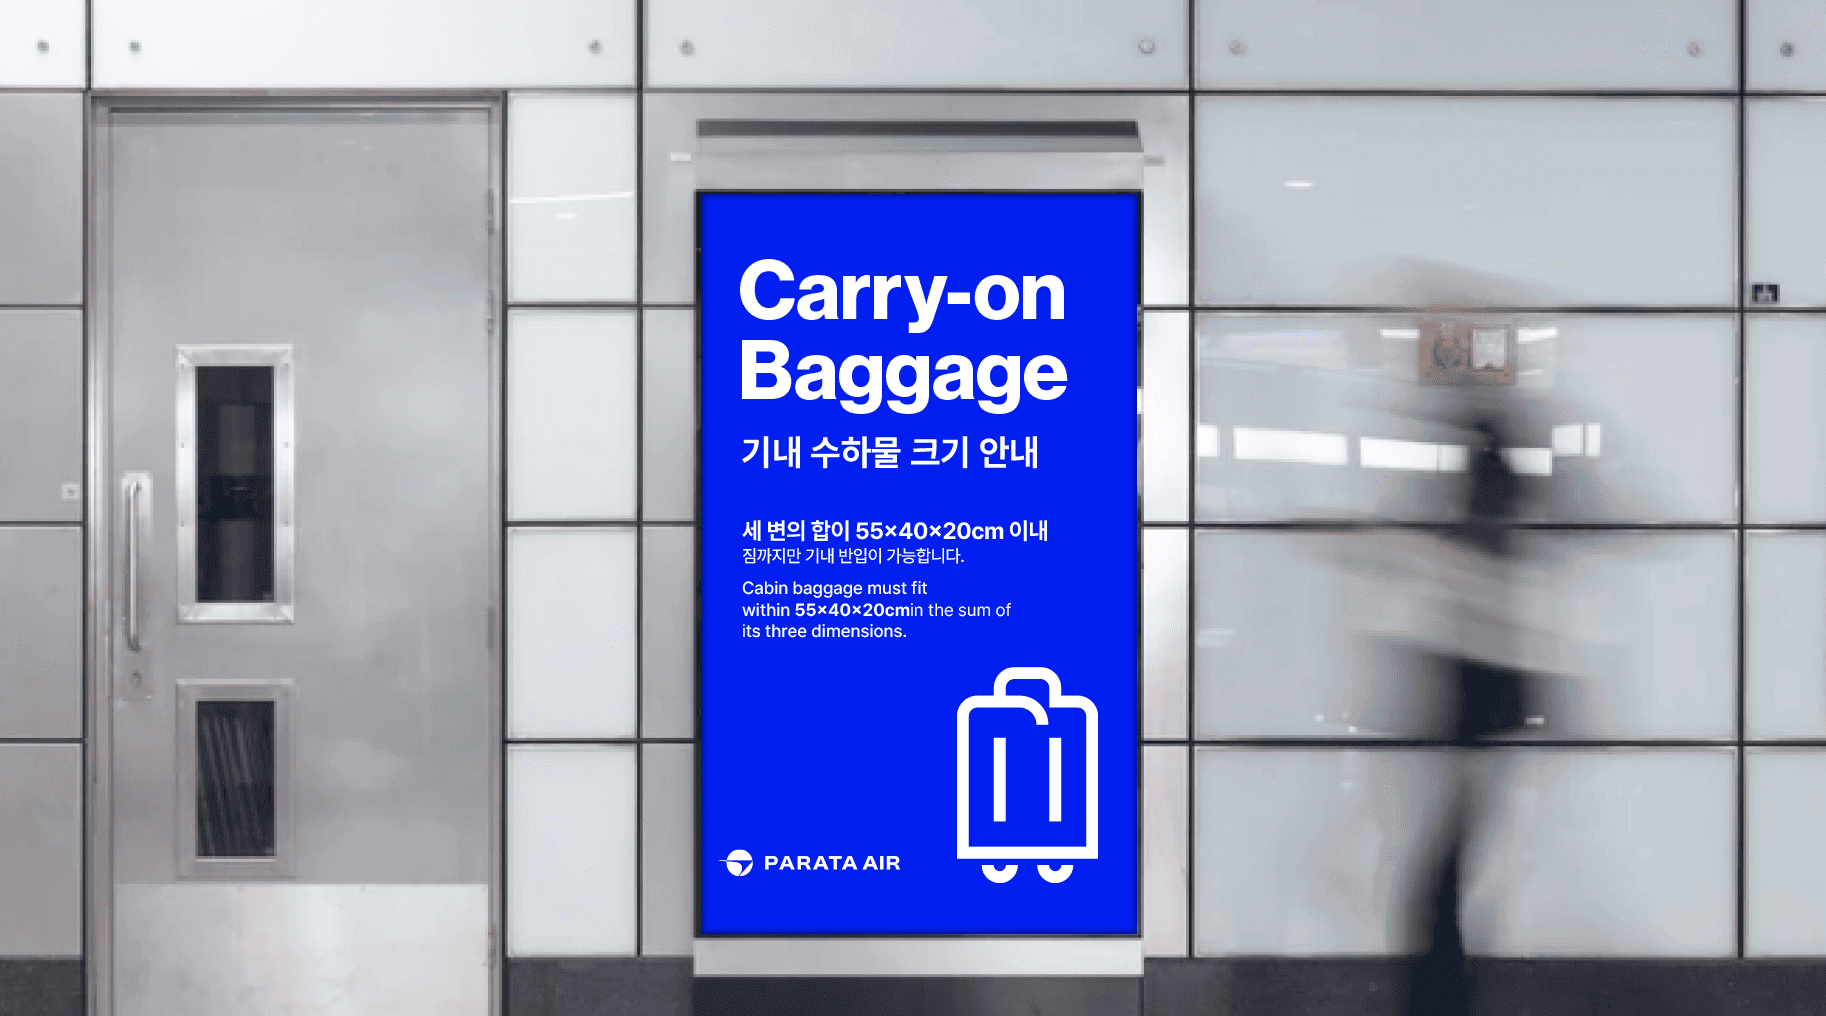 Carry-on
Baggage
기내 수하물 크기 안내
세 변의 합이 55×40×20cm 이내
짐까지만 기내 반입이 가능합니다.
Cabin baggage must fit
within 55×40×20cmin the sum of
its three dimensions.
PARATA AIR